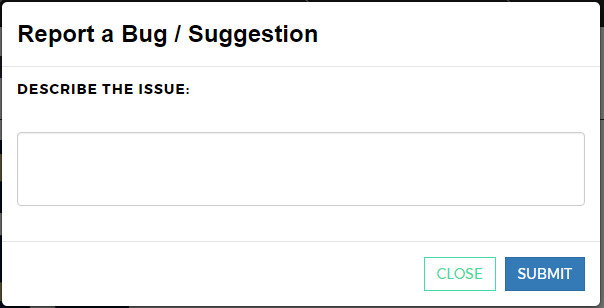 Report a Bug / Suggestion
DESCRIBE THE ISSUE:
CLOSE SUBMIT